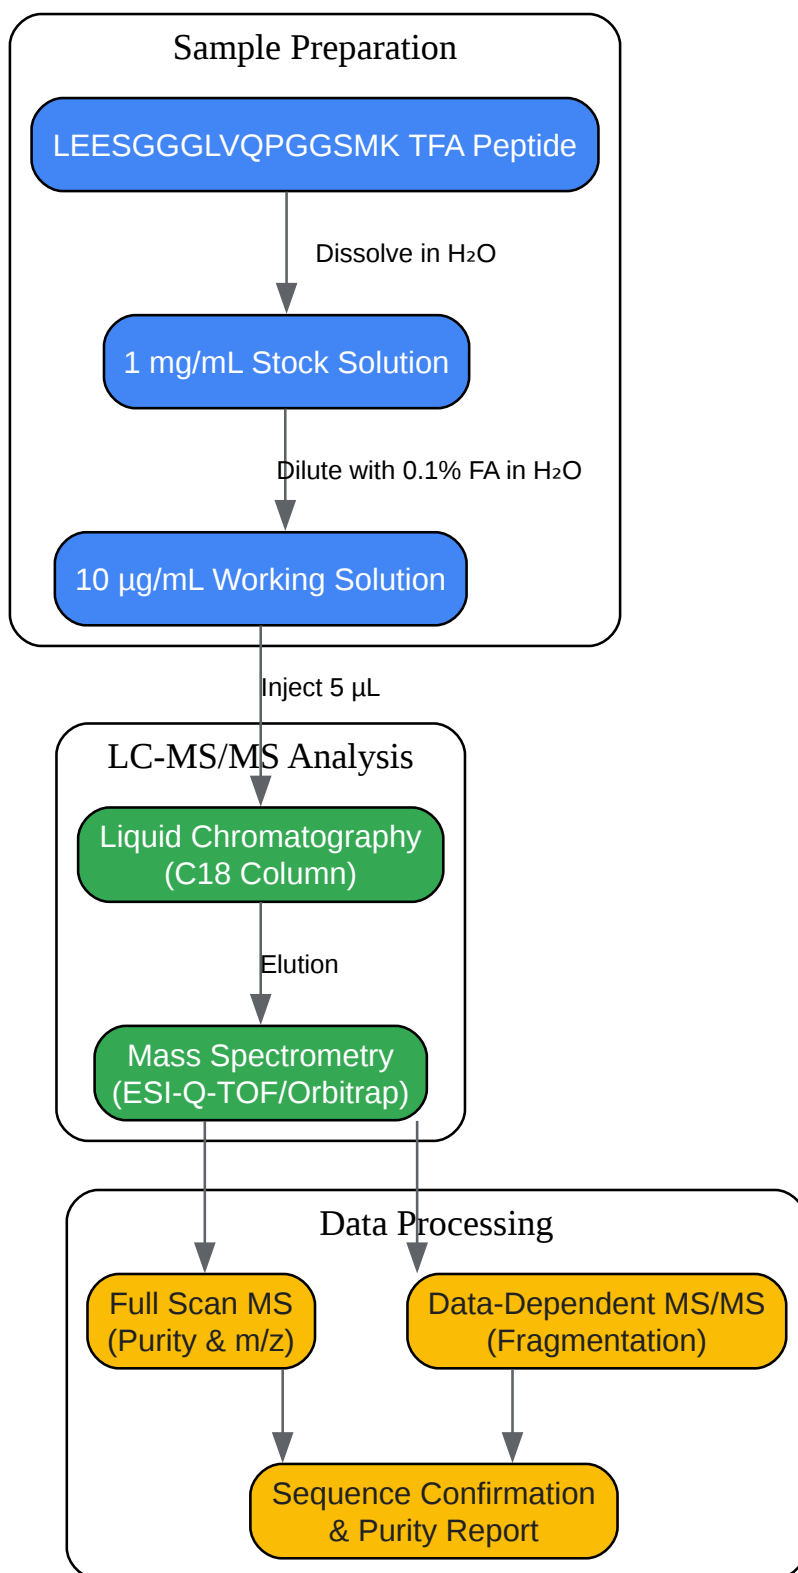 Sample Preparation
LEESGGGLVQPGGSMK TFA Peptide
Dissolve in H₂O
1 mg/mL Stock Solution
Dilute with 0.1% FA in H₂O
10 µg/mL Working Solution
Inject 5 µL
LC-MS/MS Analysis
Liquid Chromatography
(C18 Column)
Elution
Mass Spectrometry
(ESI-Q-TOF/Orbitrap)
Data Processing
Full Scan MS
(Purity & m/z)
Data-Dependent MS/MS
(Fragmentation)
Sequence Confirmation
& Purity Report